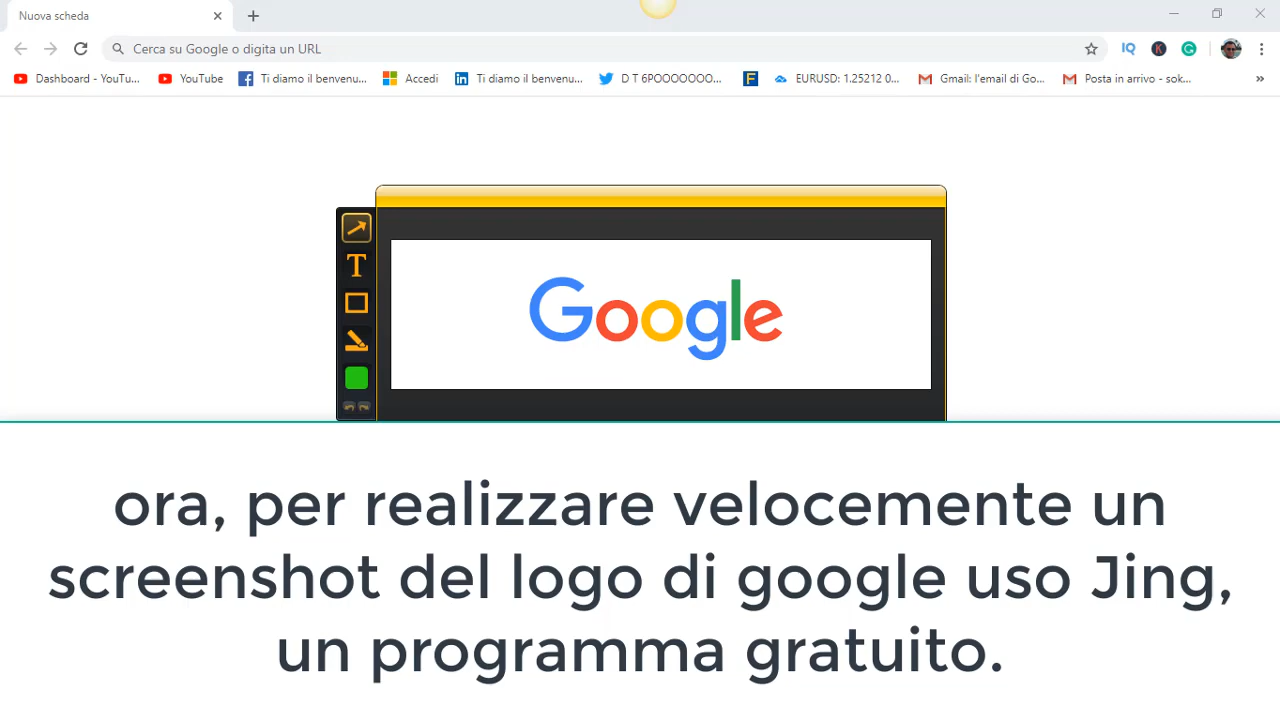 Nuova scheda
Cerca su Google o digita un URL
Dashboard - YouTu... YouTube Ti diamo il benvenu... Accedi Ti diamo il benvenu... D T 6POOOOOO... EURUSD: 1.25212 0... Gmail: l'email di Go... Posta in arrivo - sok...
T
Google
ora, per realizzare velocemente un
screenshot del logo di google uso Jing,
un programma gratuito.